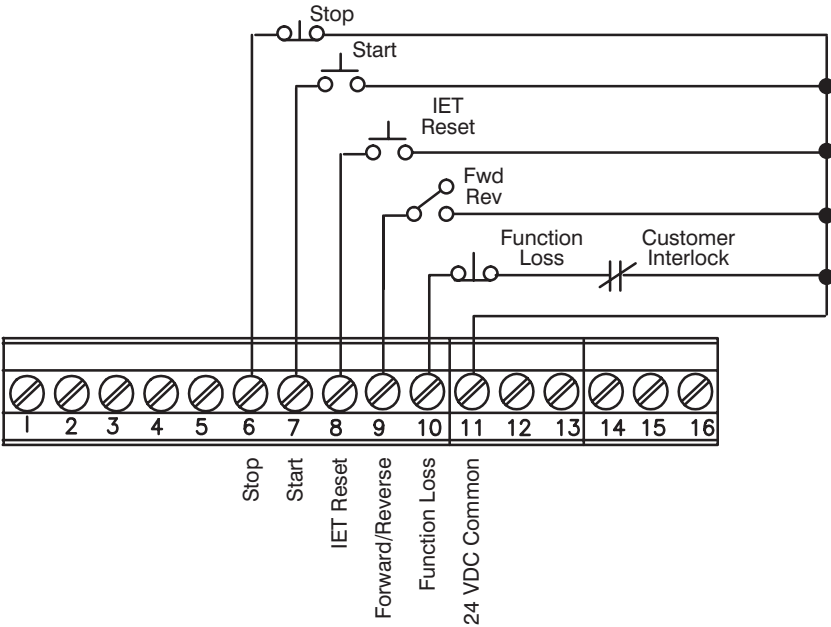 Stop
Start
IET
Reset
Fwd
Rev
Function
Loss
Customer
Interlock
1 2 3 4 5 6 7 8 9 10 11 12 13 14 15 16
Stop
Start
IET Reset
Forward/Reverse
Function Loss
24 VDC Common